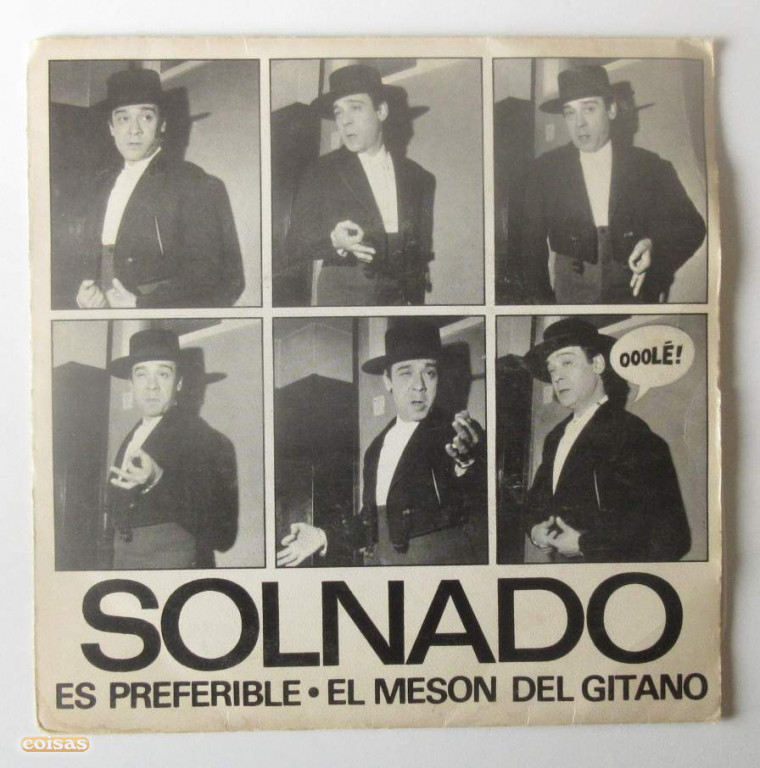 OOOLÉ!
SOLNADO
ES PREFERIBLE • EL MESON DEL GITANO
coisas